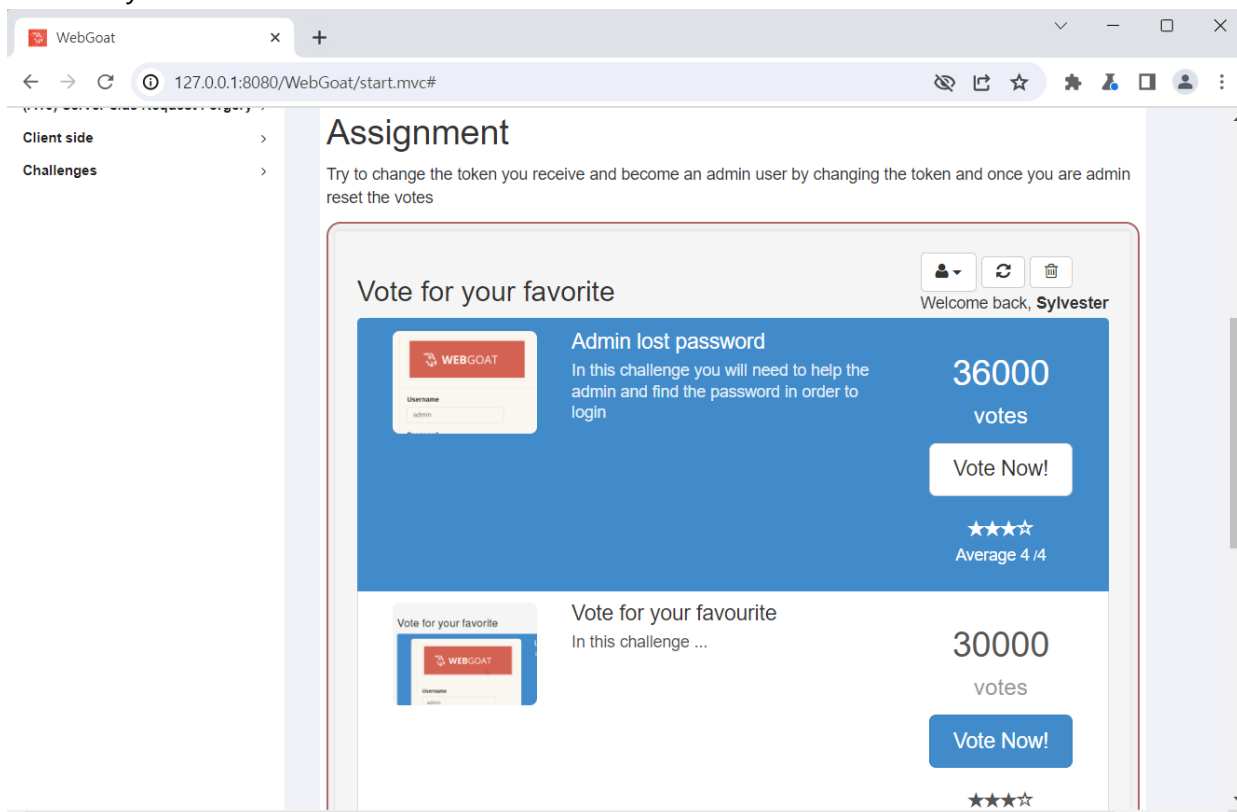 WebGoat
127.0.0.1:8080/WebGoat/start.mvc#
Client side
Challenges
Assignment
Try to change the token you receive and become an admin user by changing the token and once you are admin
reset the votes
Vote for your favorite
Welcome back, Sylvester
WEBGOAT
Username
admin
Admin lost password
In this challenge you will need to help the
admin and find the password in order to
login
36000
votes
Vote Now!
Average 4 /4
Vote for your favorite
WEBGOAT
Username
admin
Vote for your favourite
In this challenge ...
30000
votes
Vote Now!